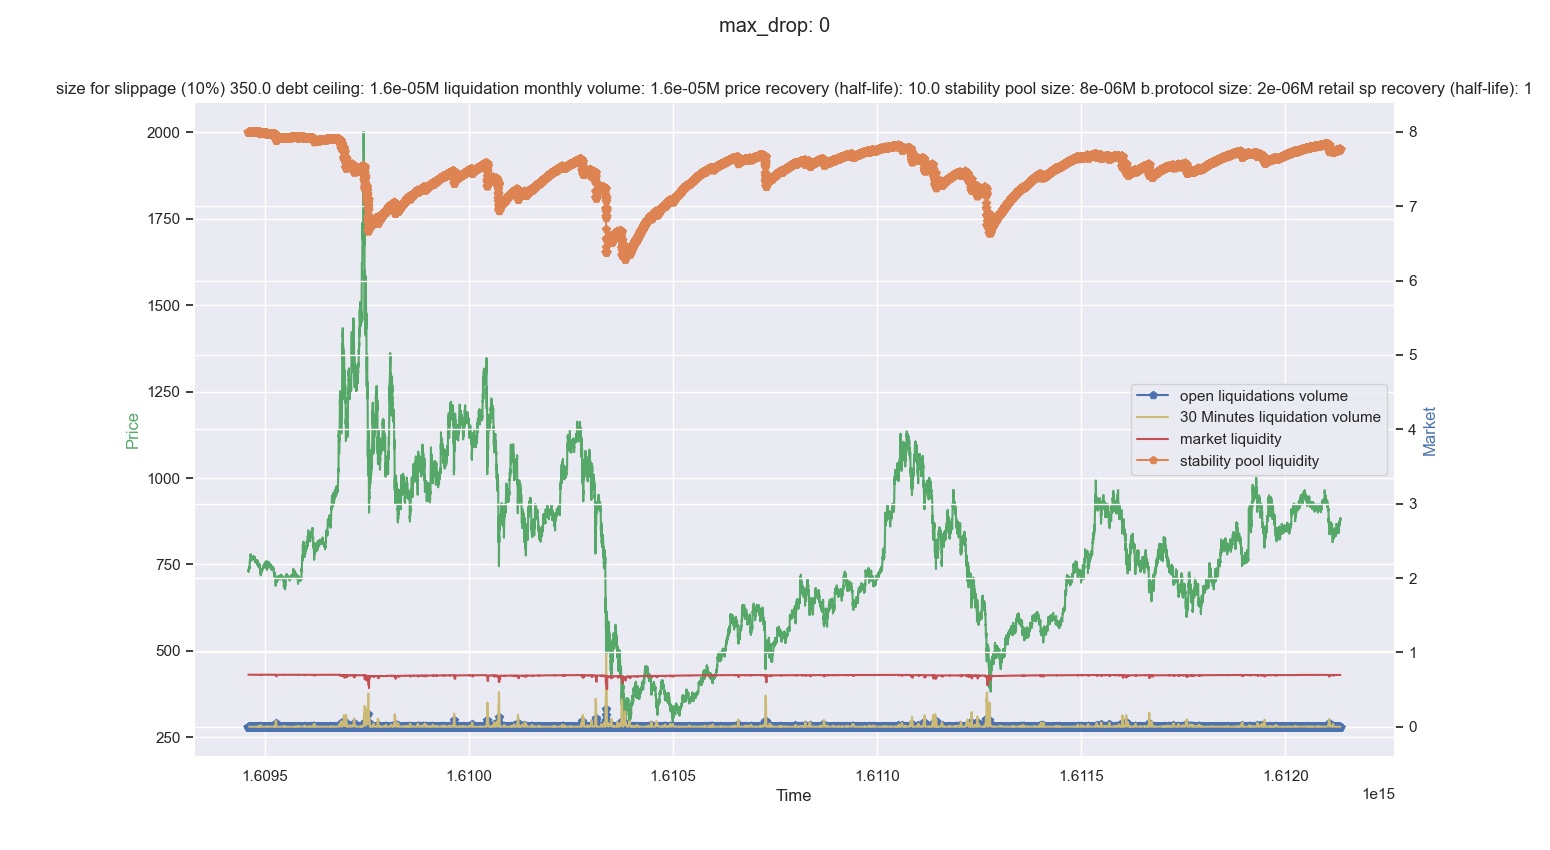 max_drop: 0
size for slippage (10%) 350.0 debt ceiling: 1.6e-05M liquidation monthly volume: 1.6e-05M price recovery (half-life): 10.0 stability pool size: 8e-06M b.protocol size: 2e-06M retail sp recovery (half-life): 1
2000
1750
1500
1250
1000
750
500
250
Price
8
7
6
5
4
3
2
1
0
Market
open liquidations volume
30 Minutes liquidation volume
market liquidity
stability pool liquidity
1.6095
1.6100
1.6105
1.6110
1.6115
1.6120
Time
1e15